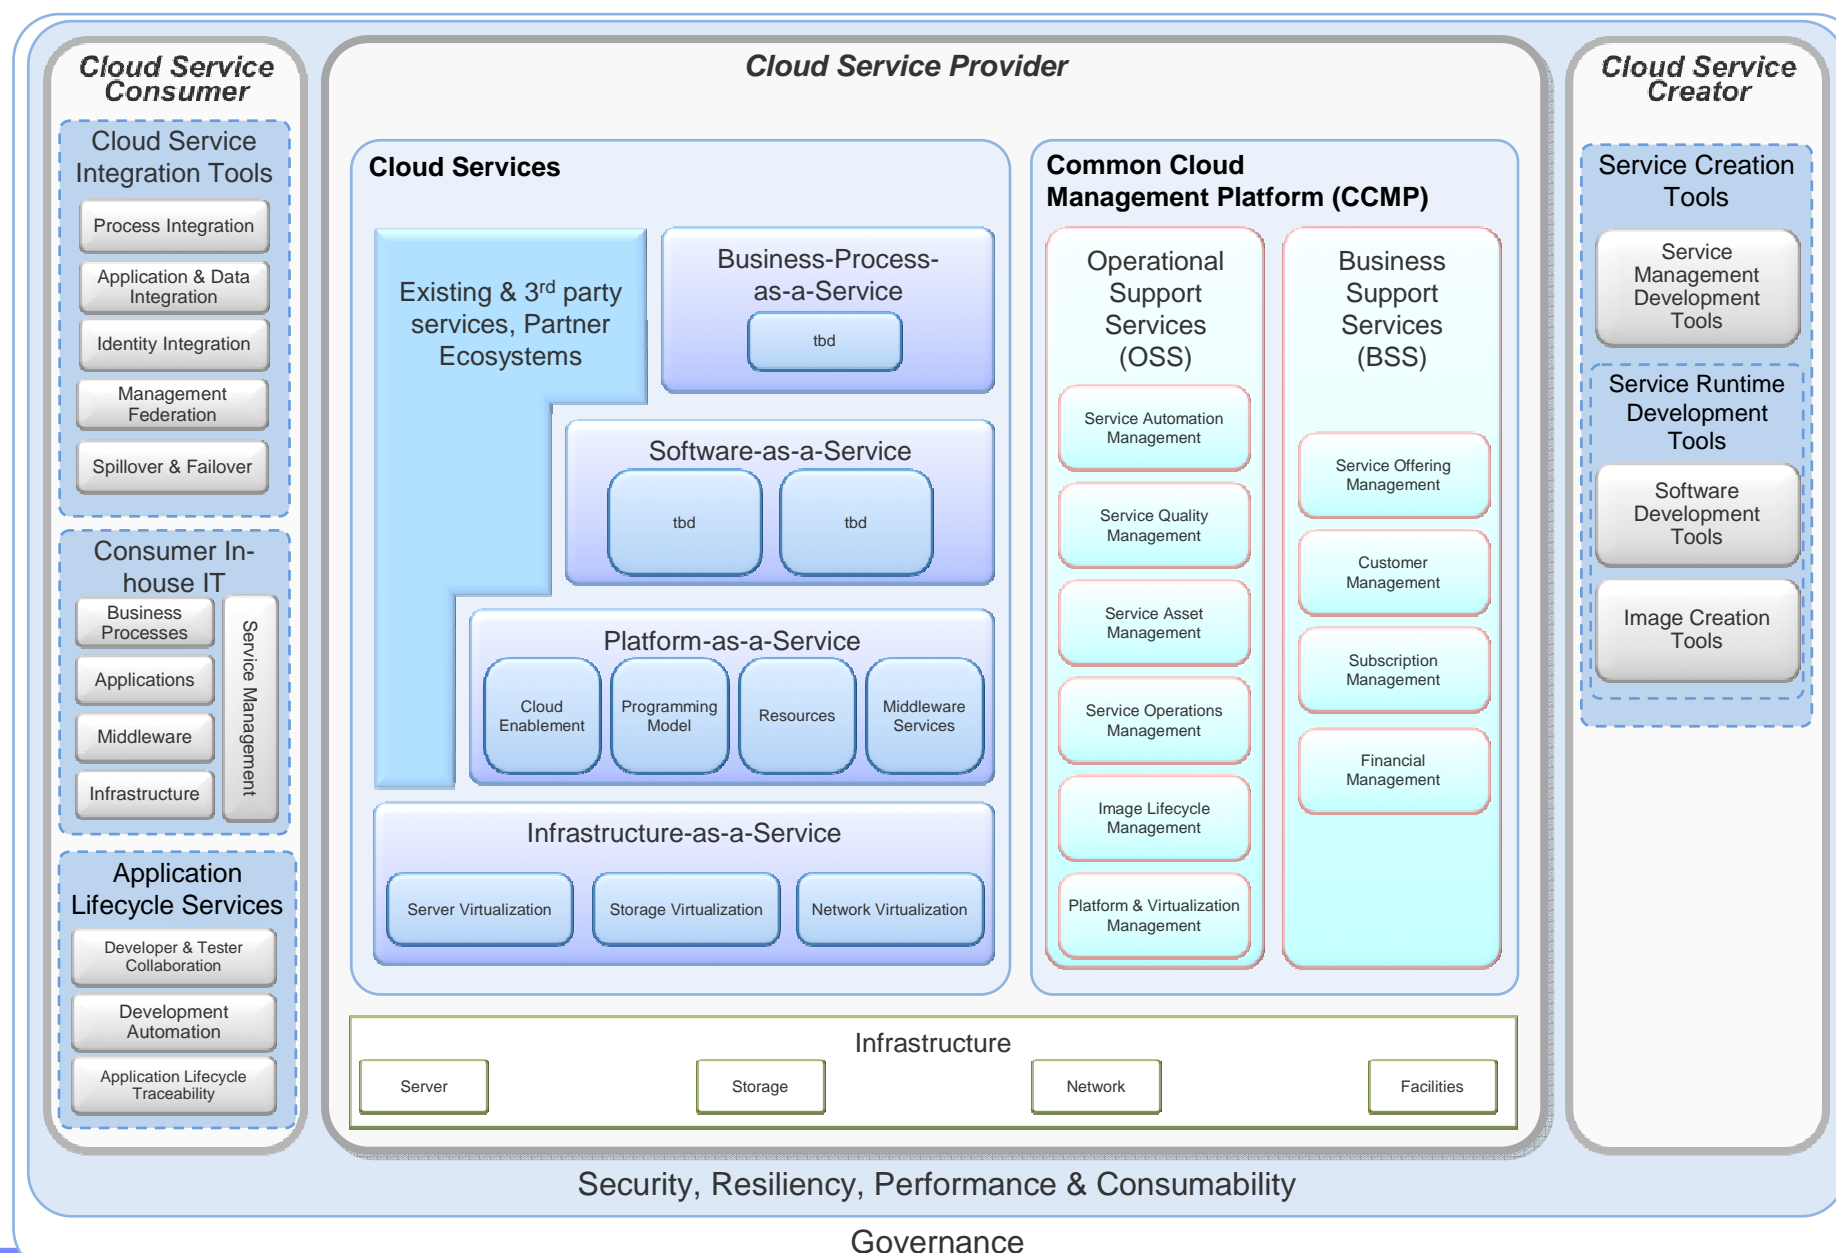 Cloud Service
Consumer
Cloud Service
Integration Tools
Process Integration
Application & Data
Integration
Identity Integration
Management
Federation
Spillover & Failover
Consumer In-
house IT
Business
Processes
Applications
Middleware
Infrastructure
Service Management
Application
Lifecycle Services
Developer & Tester
Collaboration
Development
Automation
Application Lifecycle
Traceability
Cloud Service Provider
Cloud Services
Existing & 3rd party
services, Partner
Ecosystems
Business-Process-
as-a-Service
tbd
Software-as-a-Service
tbd
tbd
Platform-as-a-Service
Cloud
Enablement
Programming
Model
Resources
Middleware
Services
Infrastructure-as-a-Service
Server Virtualization
Storage Virtualization
Network Virtualization
Common Cloud
Management Platform (CCMP)
Operational
Support
Services
(OSS)
Service Automation
Management
Service Quality
Management
Service Asset
Management
Service Operations
Management
Image Lifecycle
Management
Platform & Virtualization
Management
Business
Support
Services
(BSS)
Service Offering
Management
Customer
Management
Subscription
Management
Financial
Management
Infrastructure
Server
Storage
Network
Facilities
Cloud Service
Creator
Service Creation
Tools
Service
Management
Development
Tools
Service Runtime
Development
Tools
Software
Development
Tools
Image Creation
Tools
Security, Resiliency, Performance & Consumability
Governance